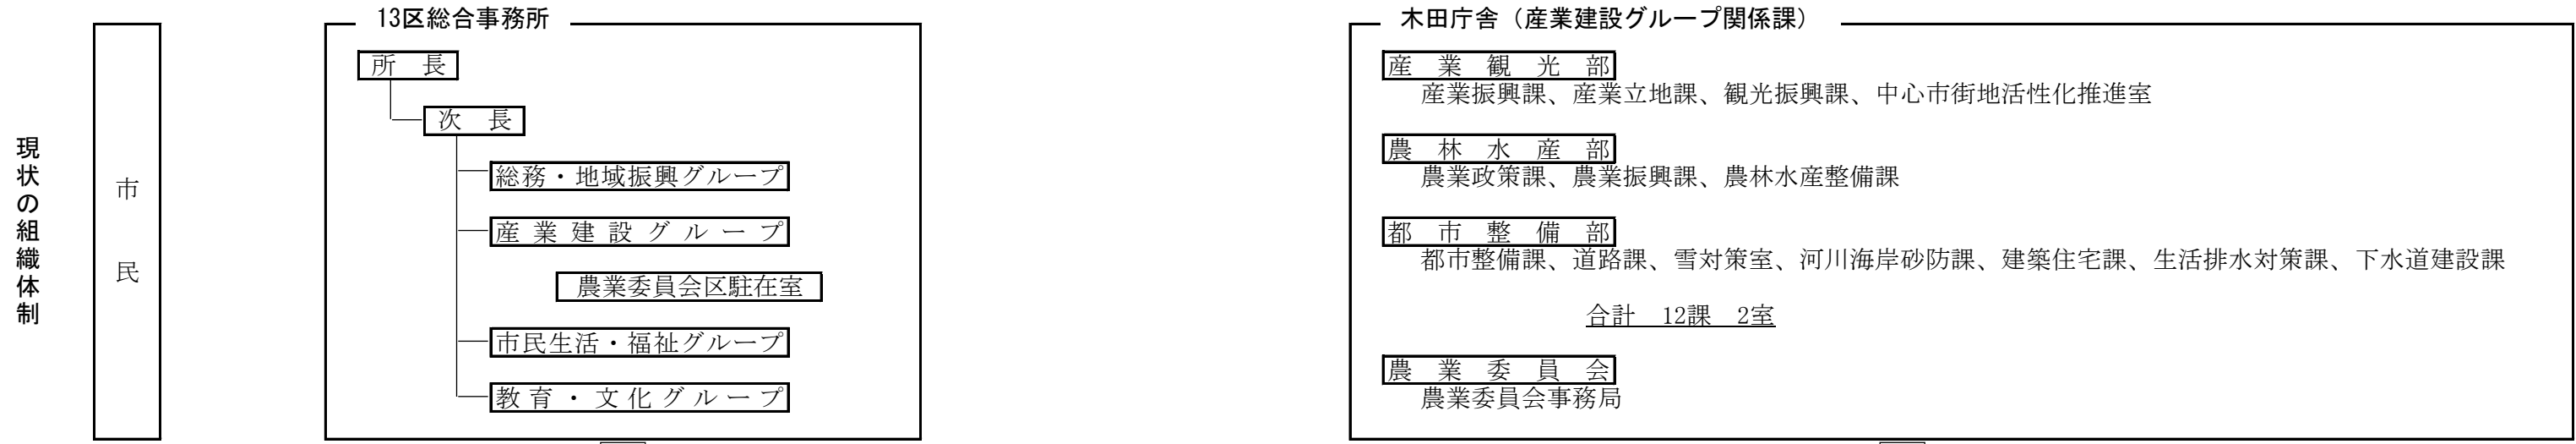 現状の組織体制
市民
13区総合事務所
所　長
次　長
総務・地域振興グループ
産業建設グループ
農業委員会区駐在室
市民生活・福祉グループ
教育・文化グループ
木田庁舎（産業建設グループ関係課）
産業観光部
産業振興課、産業立地課、観光振興課、中心市街地活性化推進室
農林水産部
農業政策課、農業振興課、農林水産整備課
都市整備部
都市整備課、道路課、雪対策室、河川海岸砂防課、建築住宅課、生活排水対策課、下水道建設課
合計　12課　2室
農業委員会
農業委員会事務局